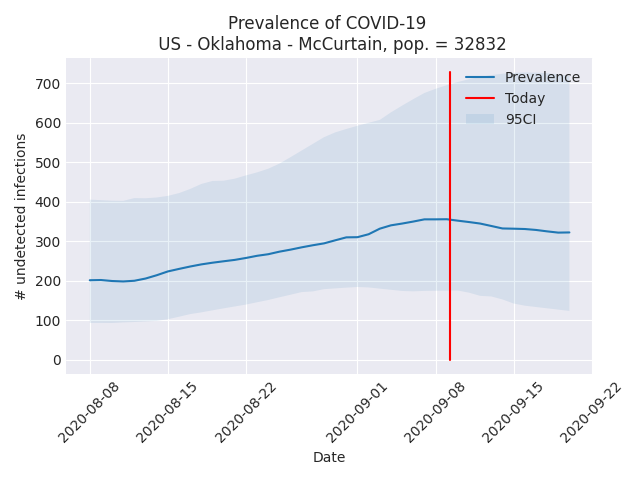 Prevalence of COVID-19
US - Oklahoma - McCurtain, pop. = 32832
# undetected infections
700
600
500
400
300
200
100
0
Prevalence
Today
95CI
2020-08-08
2020-08-15
2020-08-22
2020-09-01
2020-09-08
2020-09-15
2020-09-22
Date